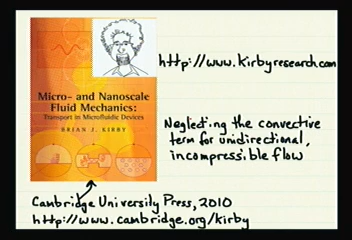 http://www.kirbyresearch.com
Micro- and Nanoscale
Fluid Mechanics:
Transport in Microfluidic Devices
BRIAN J. KIRBY
Neglecting the convective
term for unidirectional,
incompressible flow
Cambridge University Press, 2010
http://www.cambridge.org/kirby